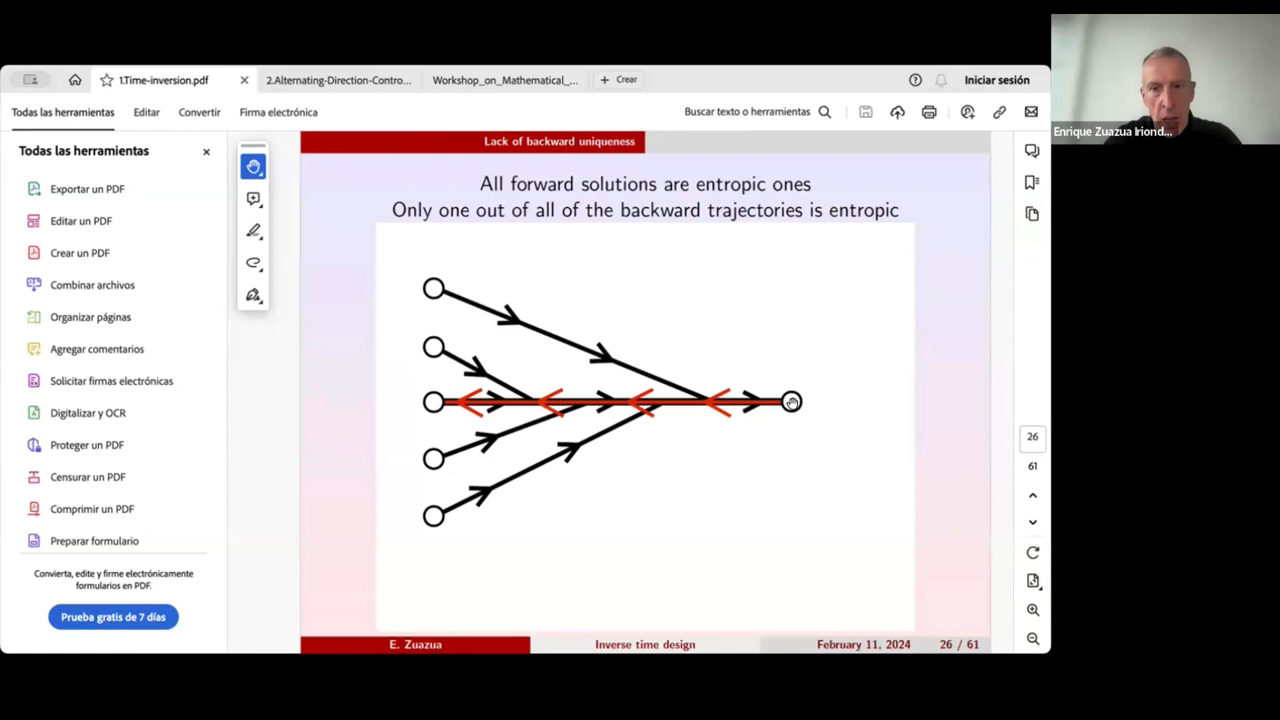 1.Time-inversion.pdf
2.Alternating-Direction-Contro...
Workshop_on_Mathematical_...
Crear
Iniciar sesión
Todas las herramientas
Editar
Convertir
Firma electrónica
Buscar texto o herramientas
Todas las herramientas
Exportar un PDF
Editar un PDF
Crear un PDF
Combinar archivos
Organizar páginas
Agregar comentarios
Solicitar firmas electrónicas
Digitalizar y OCR
Proteger un PDF
Censurar un PDF
Comprimir un PDF
Preparar formulario
Convierta, edite y firme electrónicamente
formularios en PDF.
Prueba gratis de 7 días
Lack of backward uniqueness
All forward solutions are entropic ones
Only one out of all of the backward trajectories is entropic
E. Zuazua
Inverse time design
February 11, 2024
26 / 61
26
61
Enrique Zuazua Iriond...